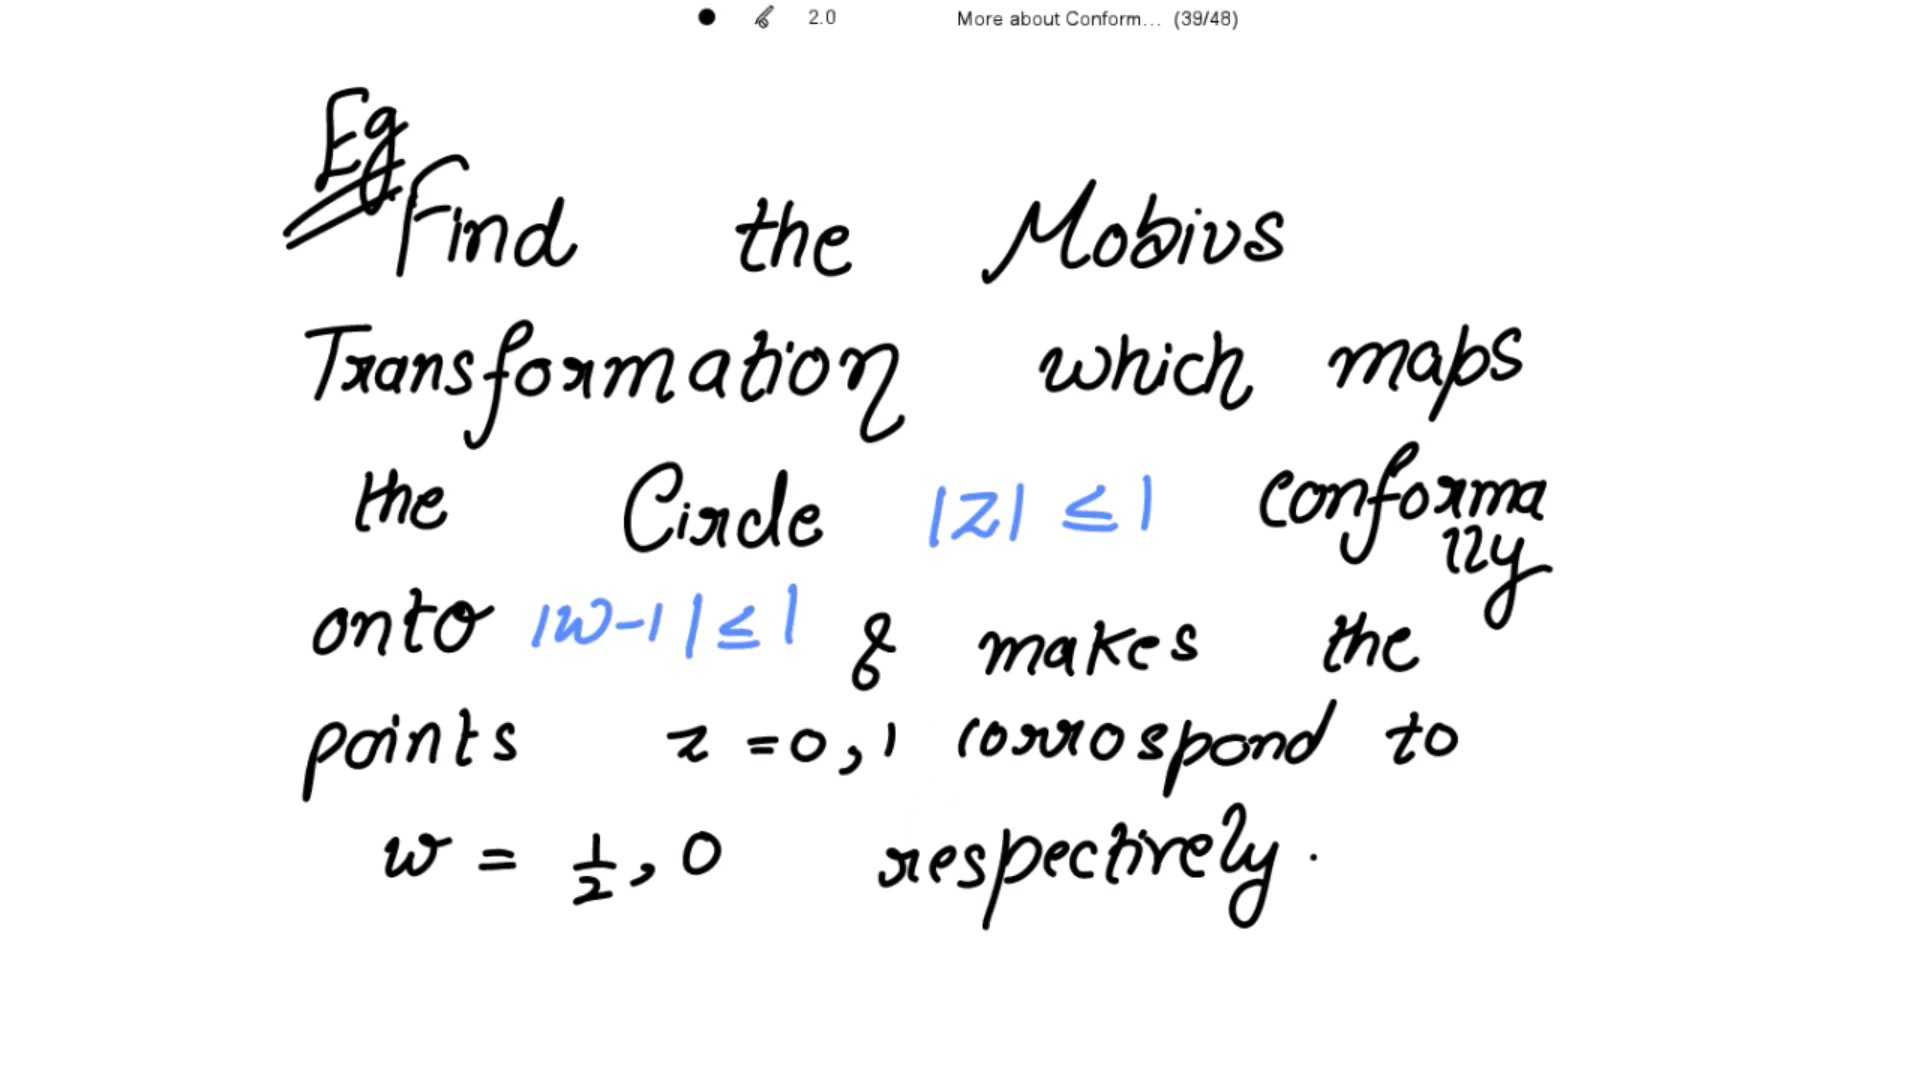 2.0 More about Conform... (39/48)
Eg
Find the Mobius
Transformation which maps
the Circle |z| ≤ 1 conforma
lly
onto |w-1| ≤ 1 & makes the
points z = 0, 1 corrospond to
w = 1/2, 0 respectively.